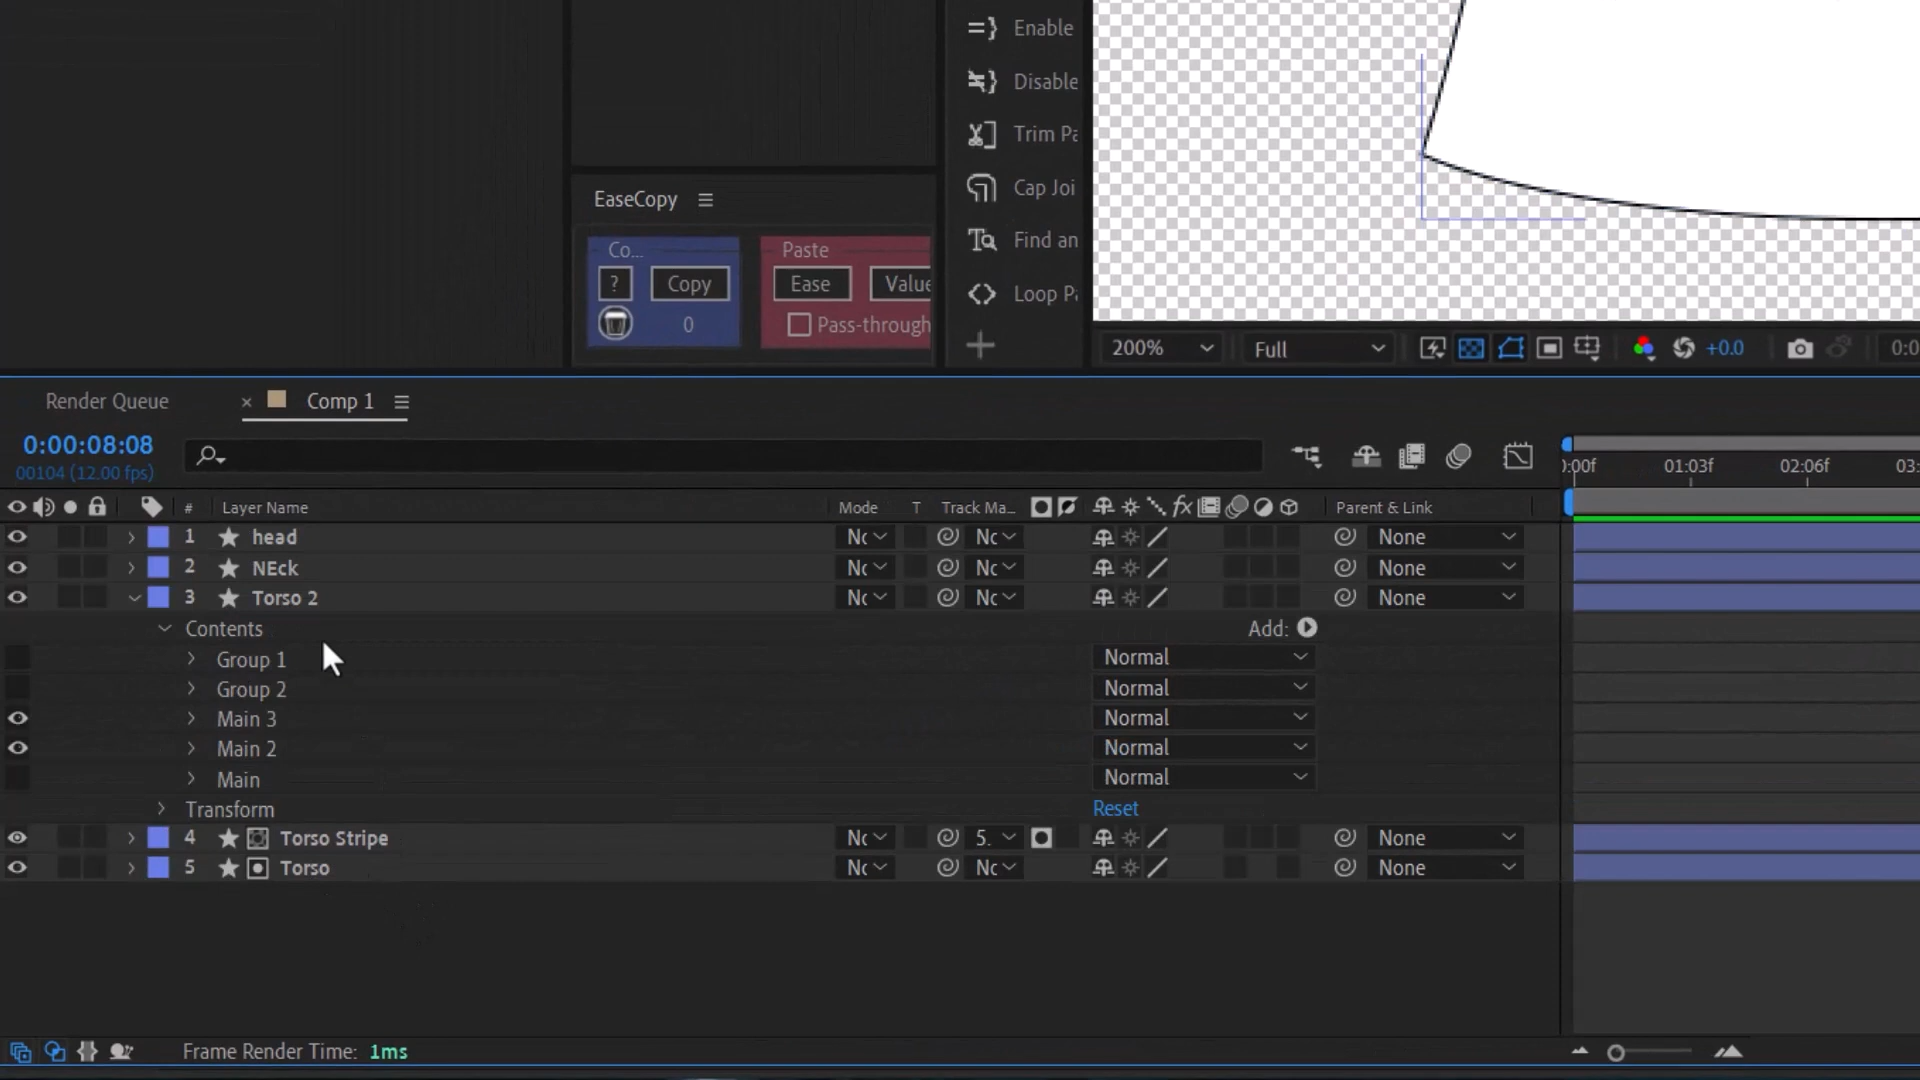 Enable
Disable
Trim Pa
Cap Joi
Find an
Loop Pa
EaseCopy
Co...
? Copy
0
Paste
Ease Value
Pass-through
200% Full +0.0 0:0
Render Queue × Comp 1
0:00:08:08
00104 (12.00 fps)
):00f 01:03f 02:06f 03:
# Layer Name Mode T Track Ma... fx Parent & Link
1 head Nc Nc None
2 NEck Nc Nc None
3 Torso 2 Nc Nc None
Contents Add:
Group 1 Normal
Group 2 Normal
Main 3 Normal
Main 2 Normal
Main Normal
Transform Reset
4 Torso Stripe Nc 5. None
5 Torso Nc Nc None
Frame Render Time: 1ms